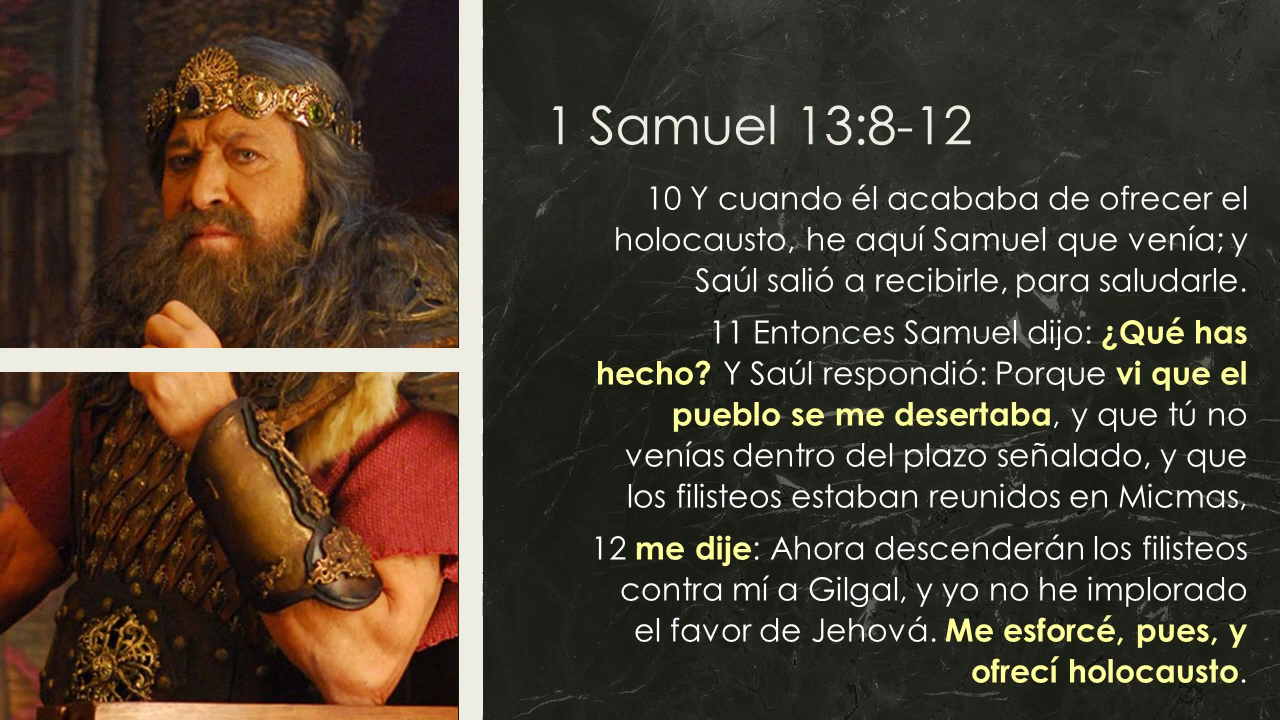 1 Samuel 13:8-12
10 Y cuando él acababa de ofrecer el
holocausto, he aquí Samuel que venía; y
Saúl salió a recibirle, para saludarle.
11 Entonces Samuel dijo: ¿Qué has
hecho? Y Saúl respondió: Porque vi que el
pueblo se me desertaba, y que tú no
venías dentro del plazo señalado, y que
los filisteos estaban reunidos en Micmas,
12 me dije: Ahora descenderán los filisteos
contra mí a Gilgal, y yo no he implorado
el favor de Jehová. Me esforcé, pues, y
ofrecí holocausto.